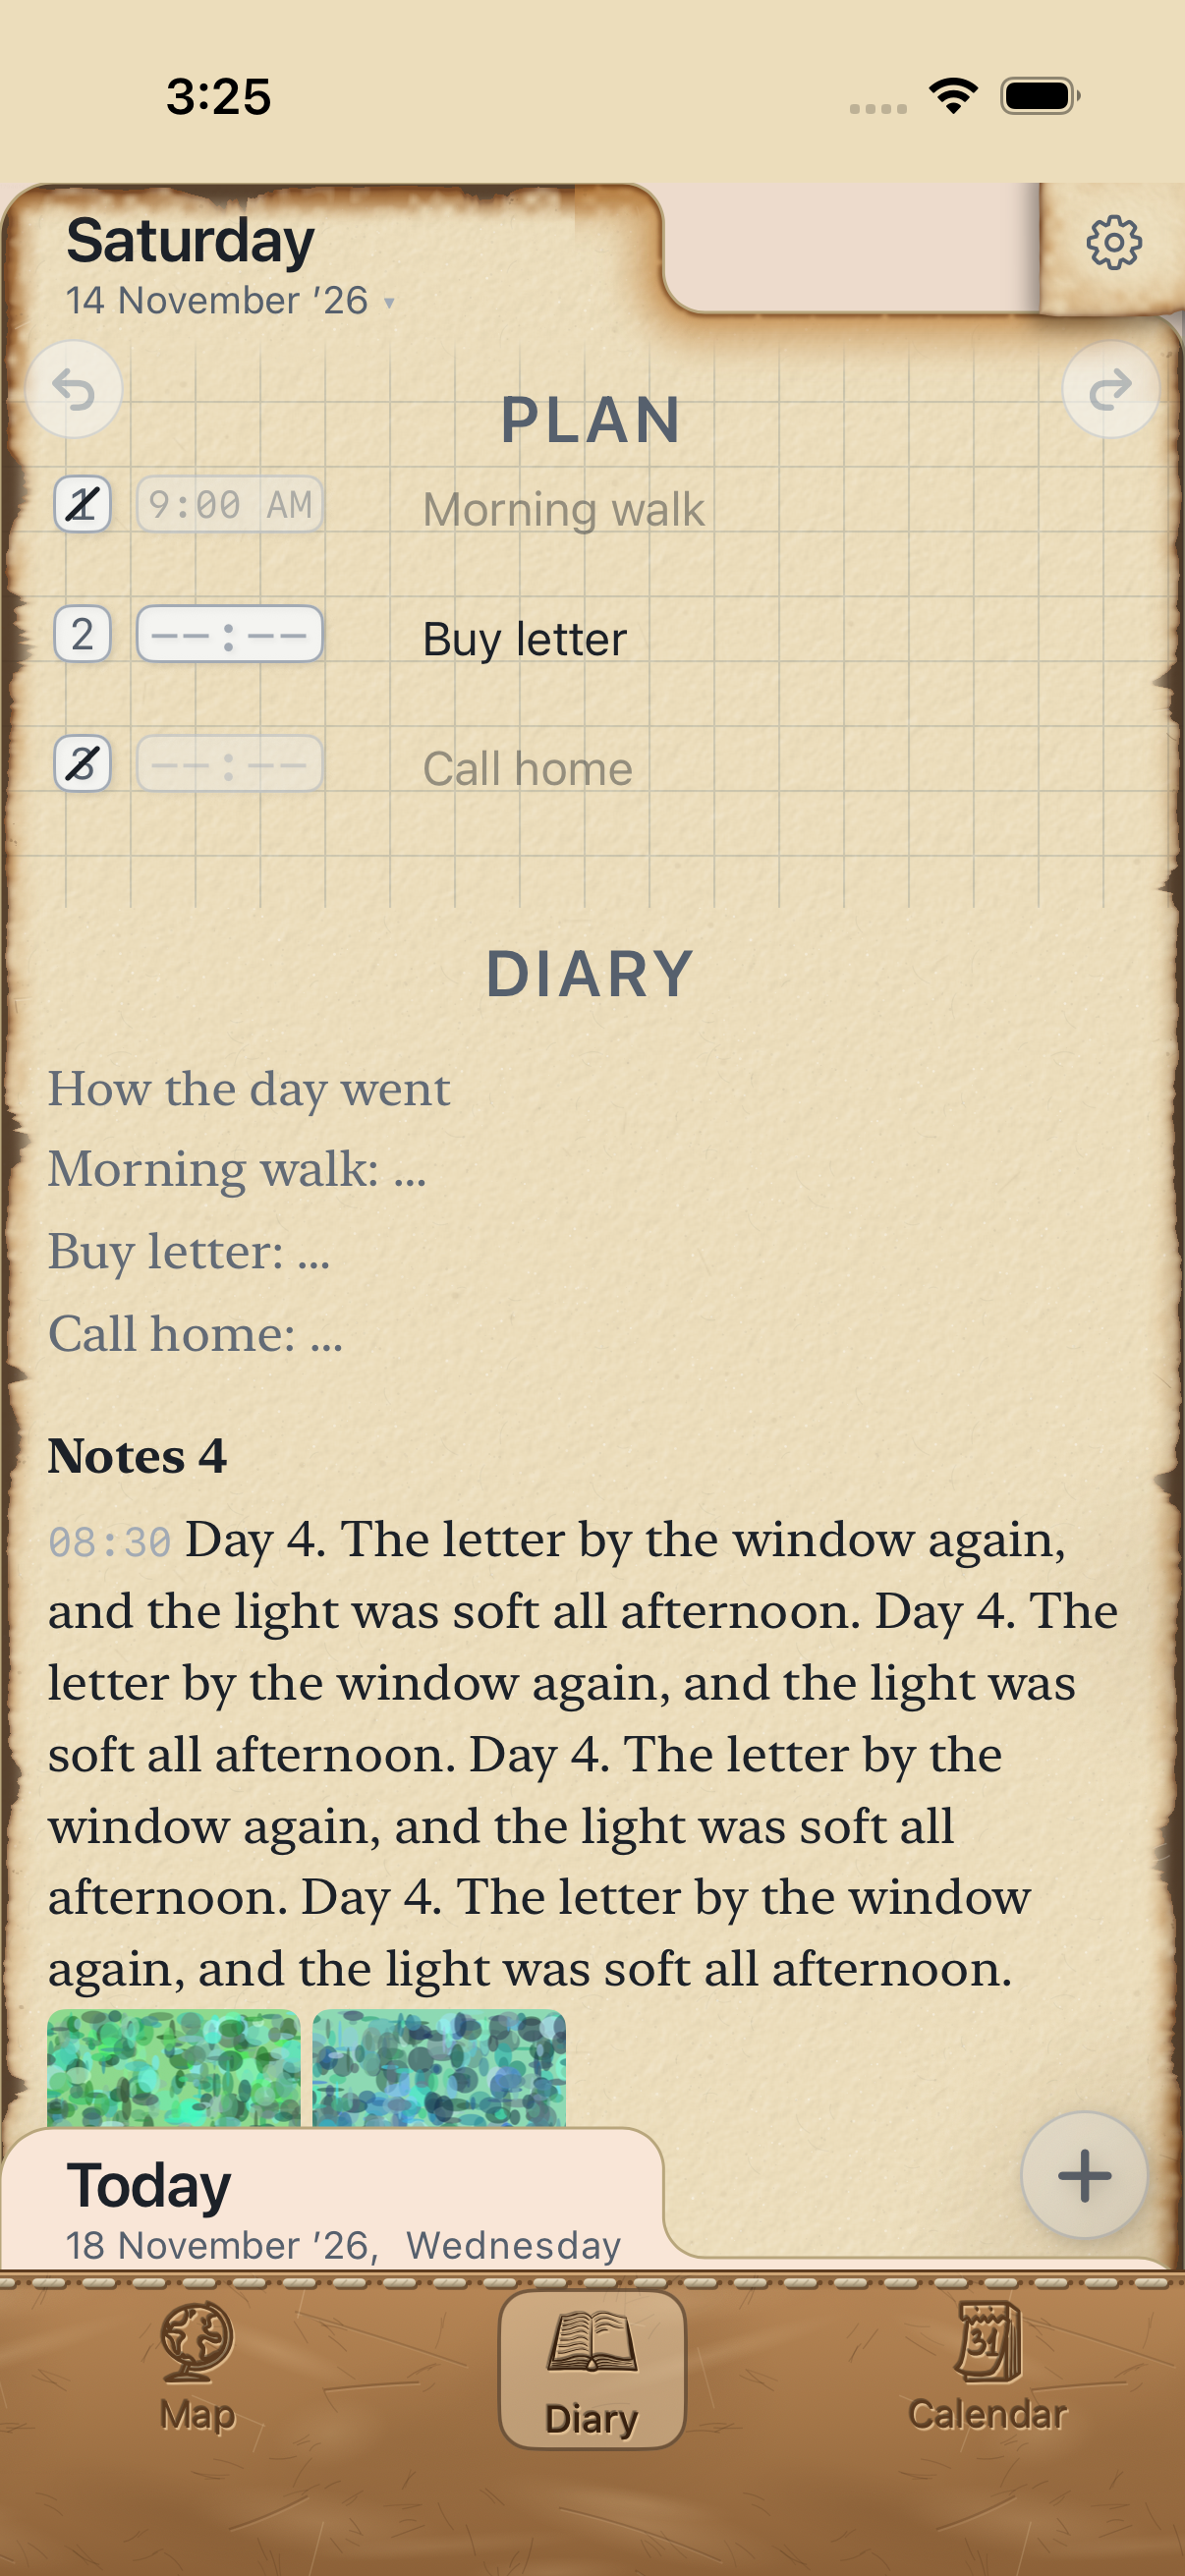 3:25
Saturday
14 November ’26 ▾
PLAN
1 9:00 AM Morning walk
2 --:-- Buy letter
3 --:-- Call home
DIARY
How the day went
Morning walk: ...
Buy letter: ...
Call home: ...
Notes 4
08:30 Day 4. The letter by the window again,
and the light was soft all afternoon. Day 4. The
letter by the window again, and the light was
soft all afternoon. Day 4. The letter by the
window again, and the light was soft all
afternoon. Day 4. The letter by the window
again, and the light was soft all afternoon.
Today
18 November ’26, Wednesday
31
Map
Diary
Calendar